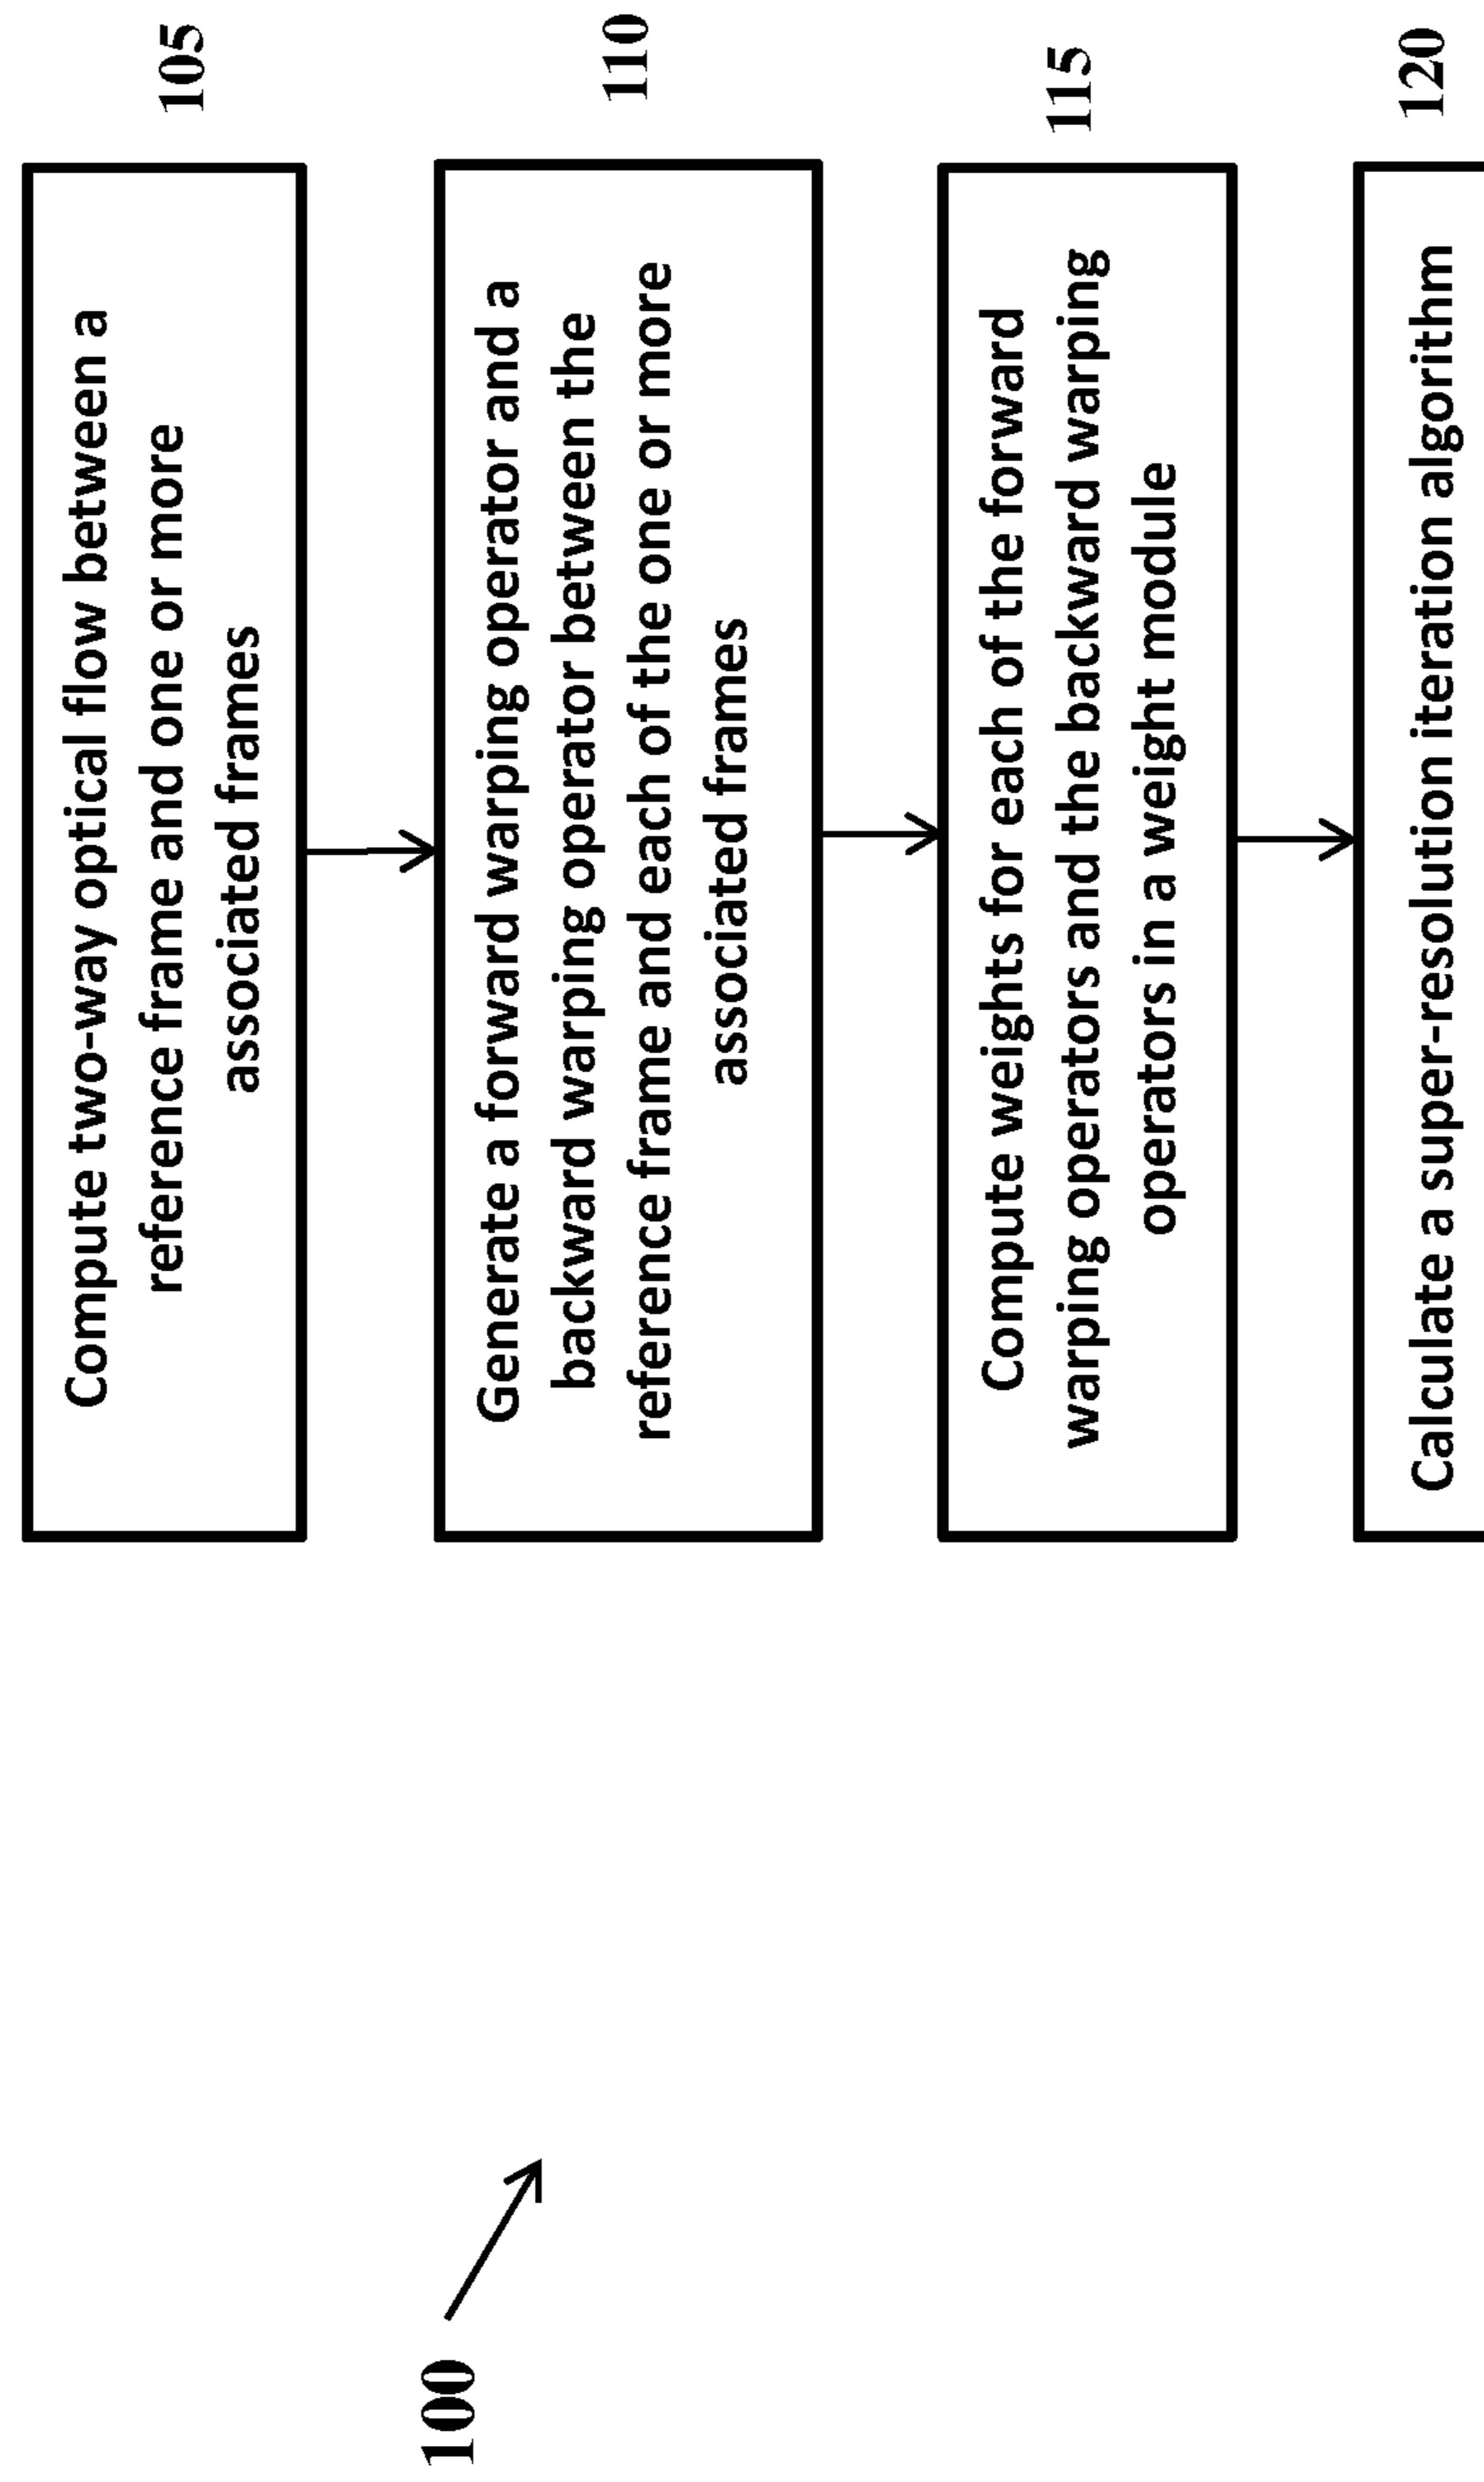 100
Compute two-way optical flow between a
reference frame and one or more
associated frames
105
Generate a forward warping operator and a
backward warping operator between the
reference frame and each of the one or more
associated frames
110
Compute weights for each of the forward
warping operators and the backward warping
operators in a weight module
115
Calculate a super-resolution iteration algorithm
120